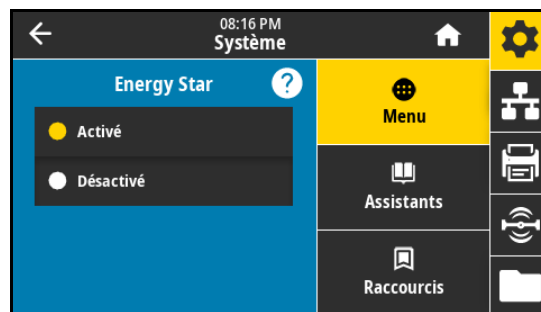 08:16 PM
Système
Energy Star
?
Activé
Désactivé
Menu
Assistants
Raccourcis